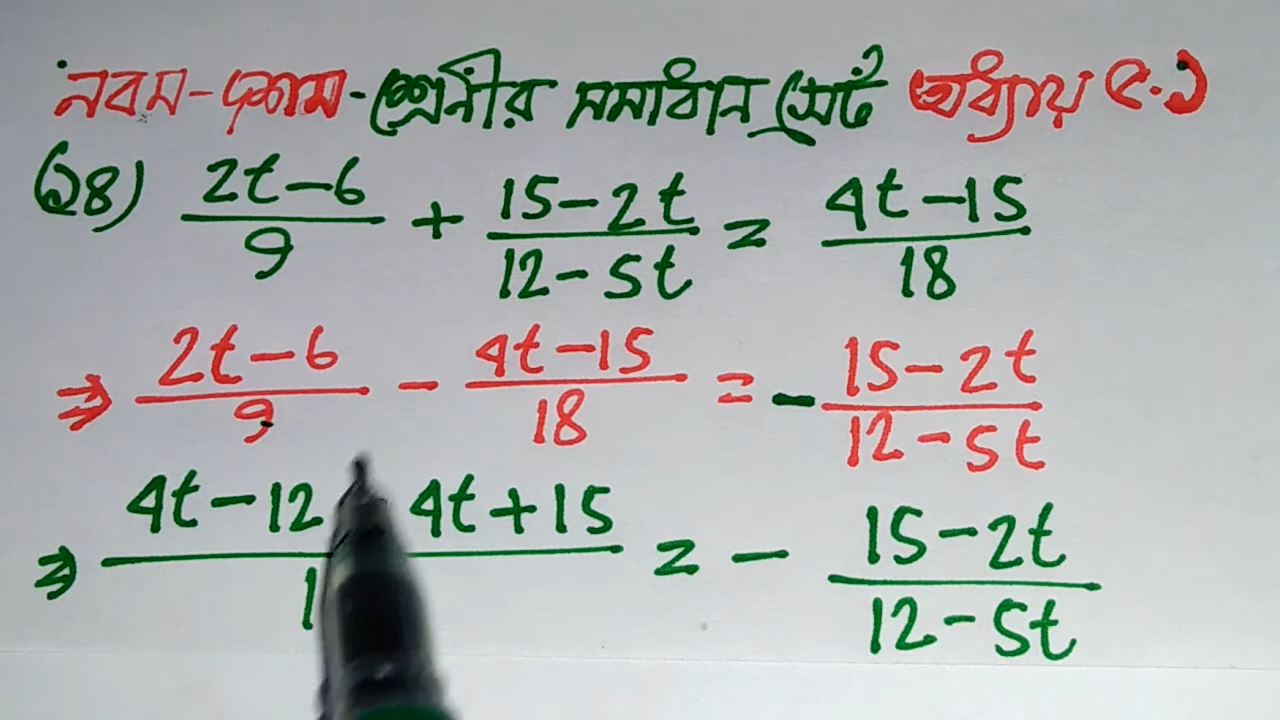 নবম-দশম-শ্রেনীর সমাধান সেট অধ্যায় ৫.১
(২৪) (2t-6)/9 + (15-2t)/(12-5t) = (4t-15)/18
⇒ (2t-6)/9 - (4t-15)/18 = - (15-2t)/(12-5t)
⇒ (4t-12 4t+15)/1 = - (15-2t)/(12-5t)